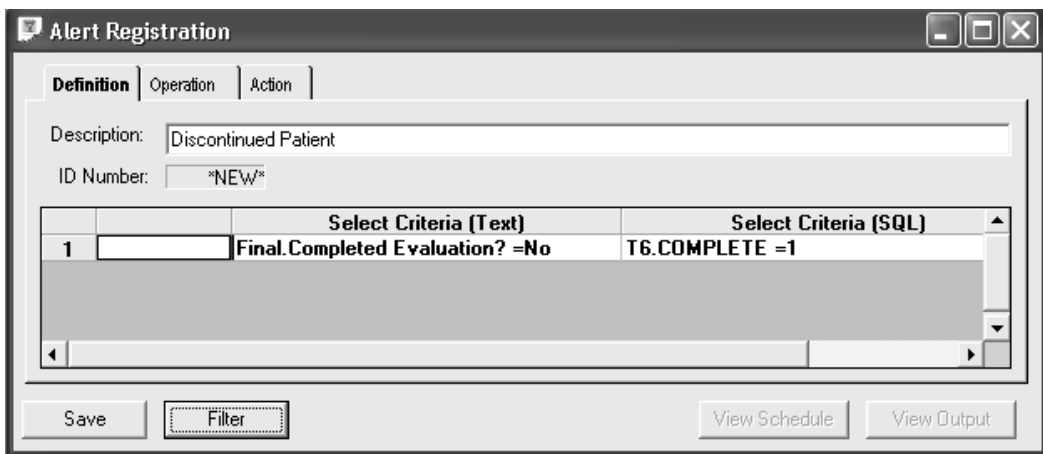 Alert Registration
Definition Operation Action
Description: Discontinued Patient
ID Number: *NEW*
Select Criteria (Text) Select Criteria (SQL)
1 Final.Completed Evaluation? =No T6.COMPLETE =1
Save Filter View Schedule View Output